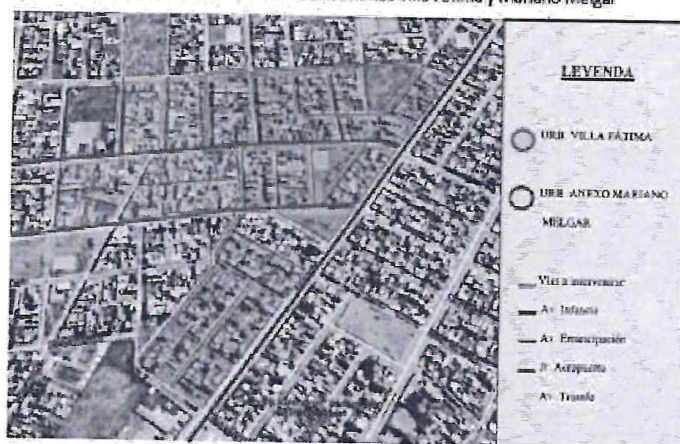 Villa Fátima y Mariano Melgar
LEYENDA
URB. VILLA FÁTIMA
URB. ANEXO MARIANO
MELGAR
Vías a intervenir
Av. Infancia
Av. Emancipación
Jr. Aeropuerto
Av. Triunfo